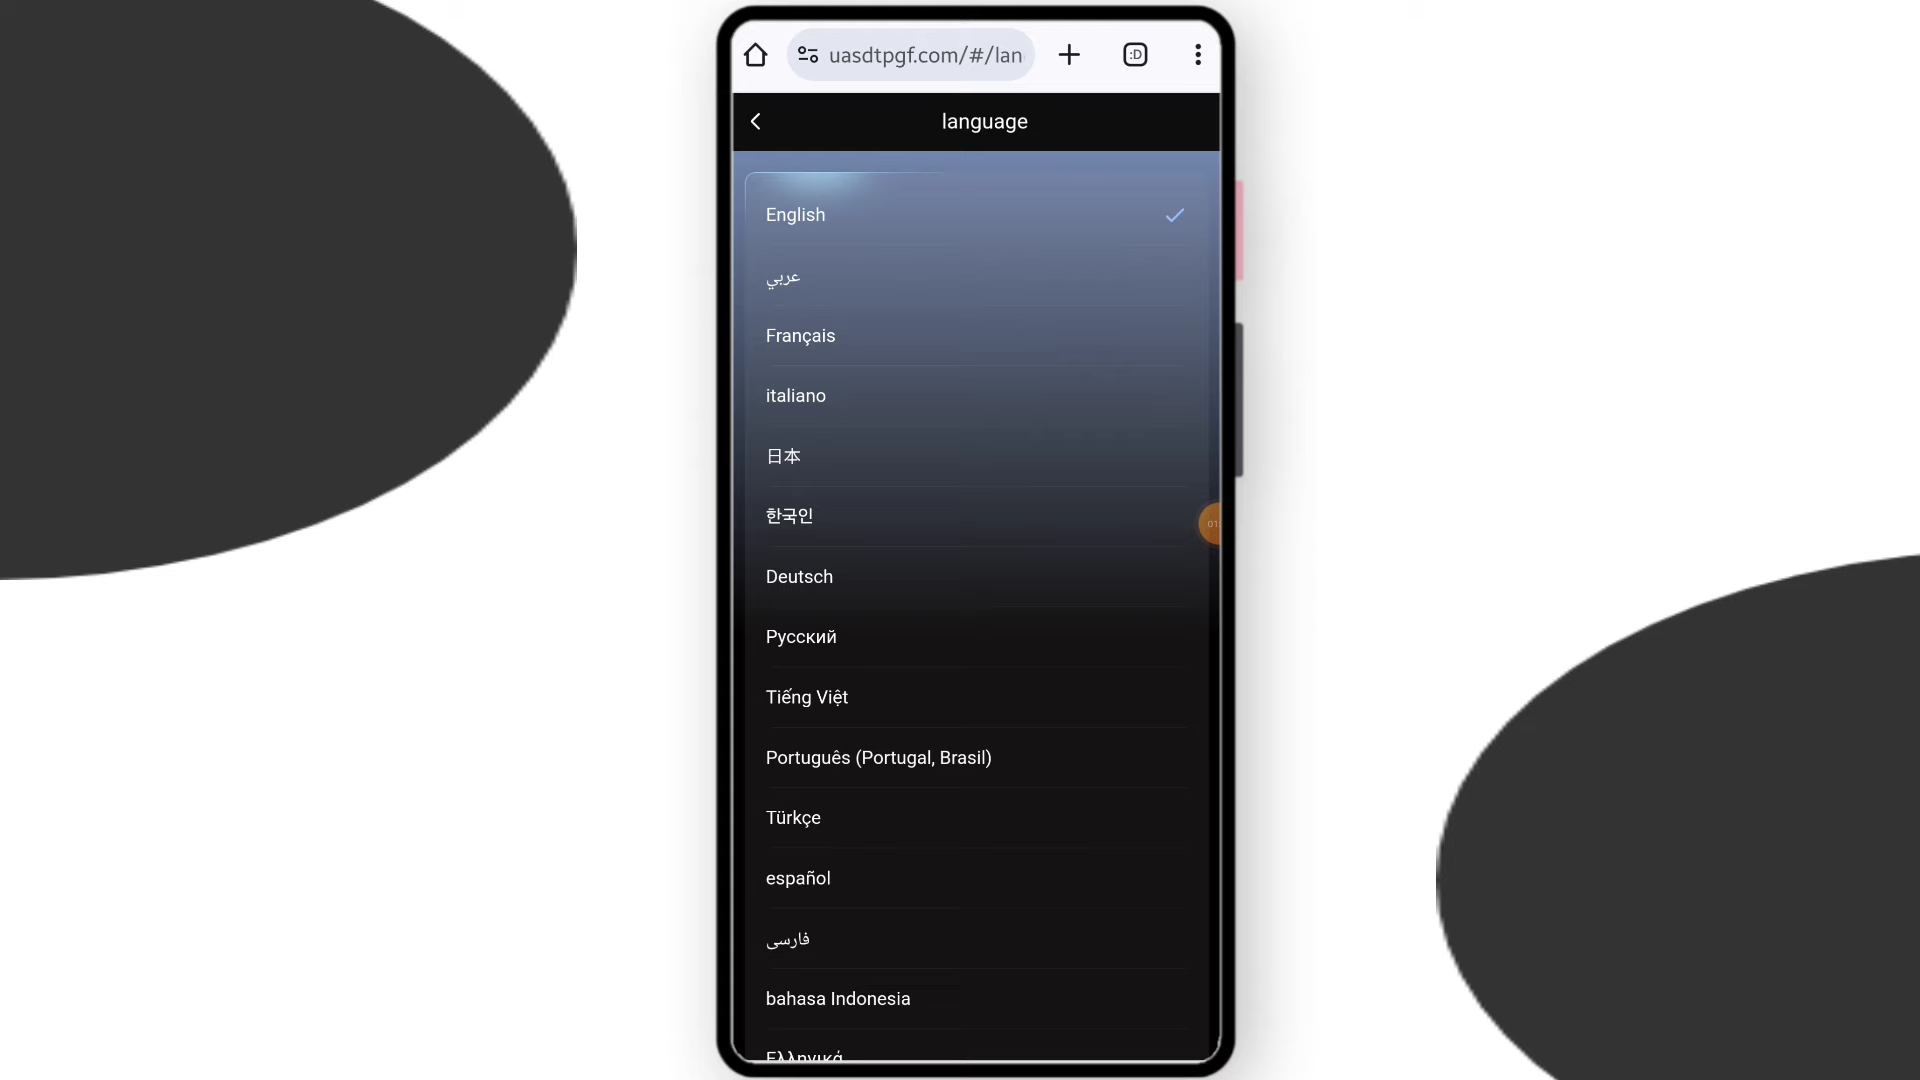 uasdtpgf.com/#/lan
:D
language
English
عربي
Français
italiano
日本
한국인
Deutsch
Русский
Tiếng Việt
Português (Portugal, Brasil)
Türkçe
español
فارسی
bahasa Indonesia
Ελληνικά